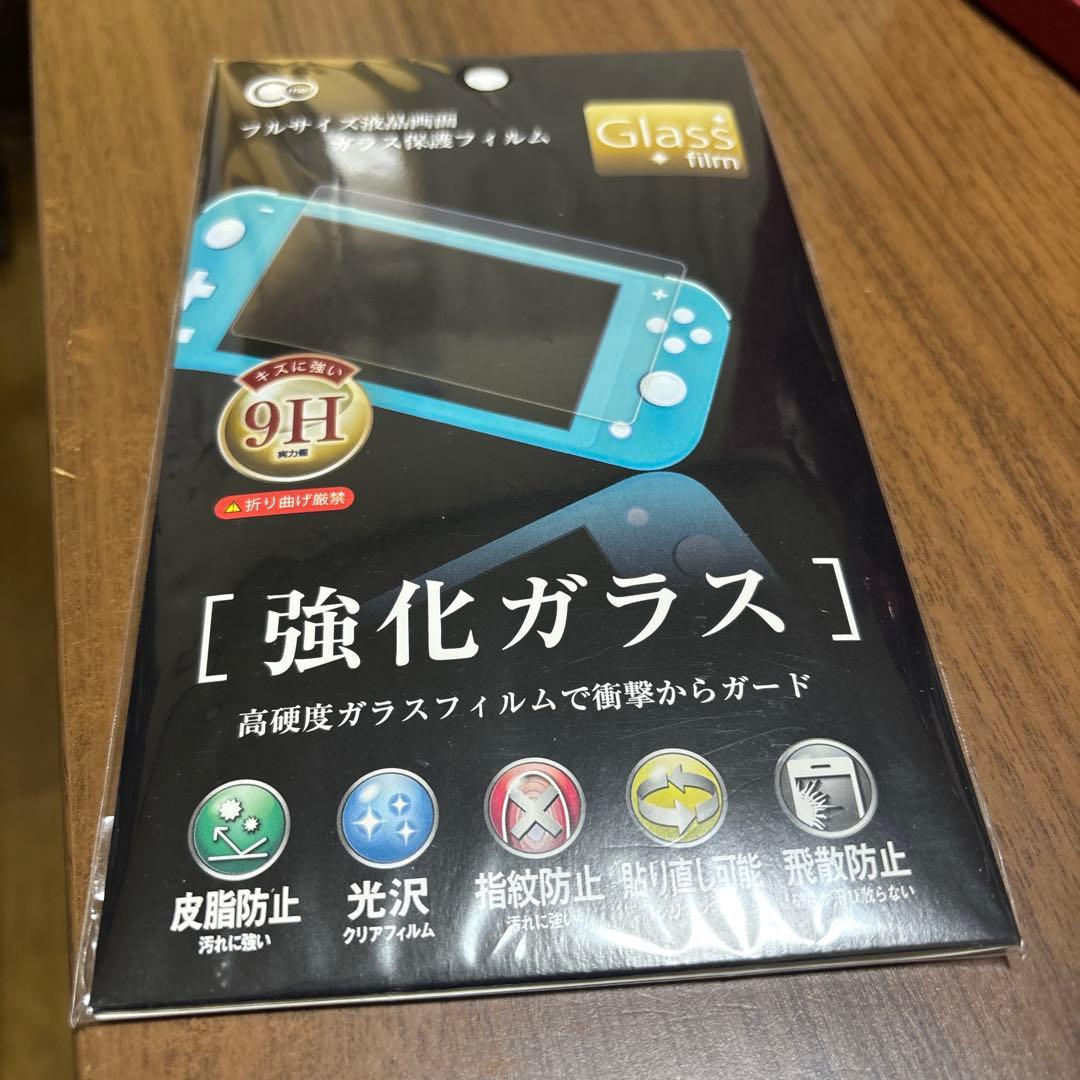 フルサイズ液晶画面
ガラス保護フィルム
Glass
film
キズに強い
9H
実力値
折り曲げ厳禁
[強化ガラス]
高硬度ガラスフィルムで衝撃からガード
皮脂防止
汚れに強い
光沢
クリアフィルム
指紋防止
汚れに強い
貼り直し可能
飛散防止